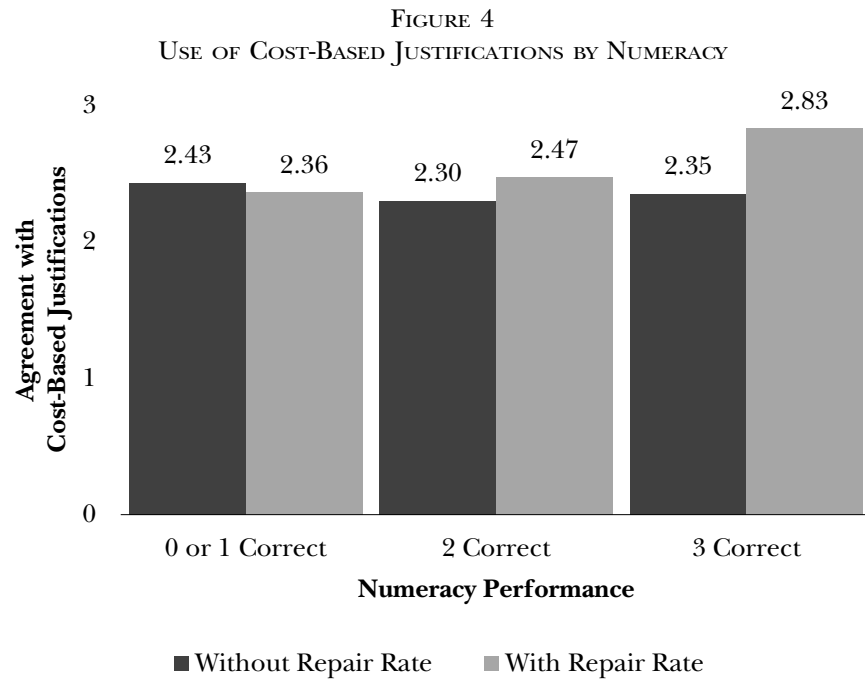 FIGURE 4
USE OF COST-BASED JUSTIFICATIONS BY NUMERACY
3
2
1
0
Agreement with
Cost-Based Justifications
2.43
2.36
2.30
2.47
2.35
2.83
0 or 1 Correct
2 Correct
3 Correct
Numeracy Performance
Without Repair Rate
With Repair Rate